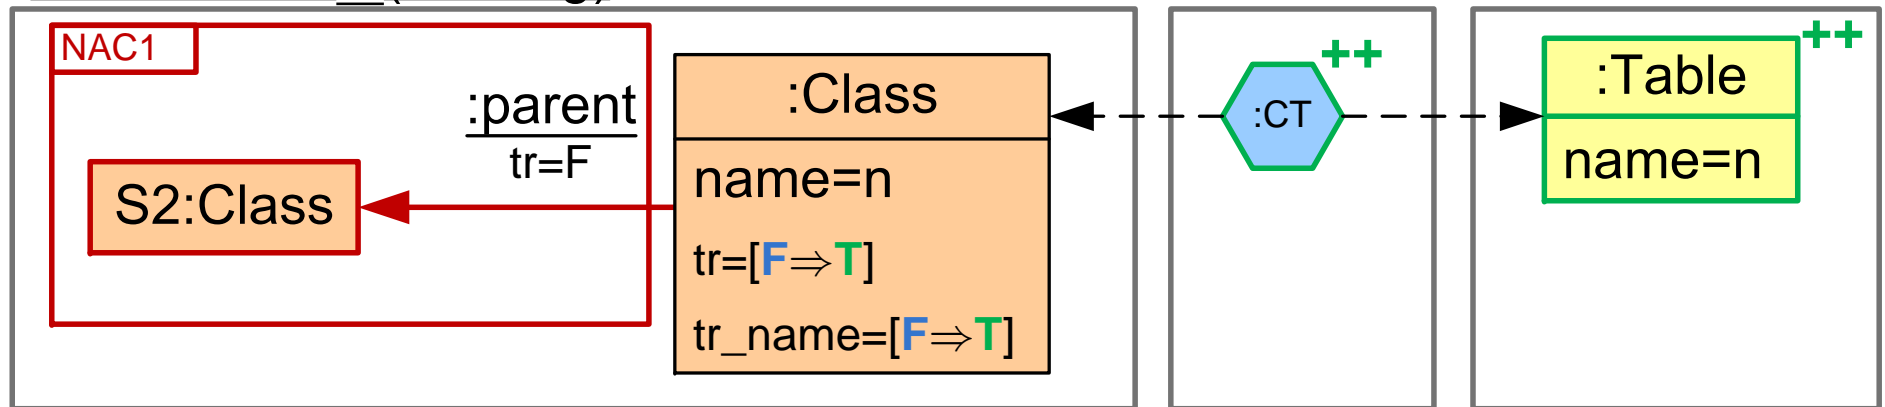 NAC1
:parent
tr=F
S2:Class
:Class
name=n
tr=[F⇒T]
tr_name=[F⇒T]
++
:CT
++
:Table
name=n